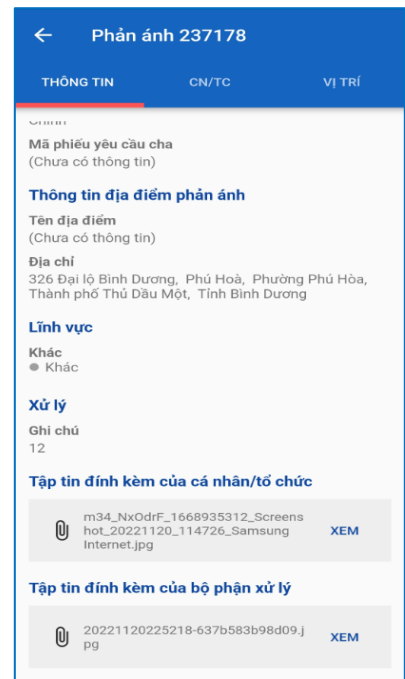 Phản ánh 237178
THÔNG TIN CN/TC VỊ TRÍ
Mã phiếu yêu cầu cha
(Chưa có thông tin)
Thông tin địa điểm phản ánh
Tên địa điểm
(Chưa có thông tin)
Địa chỉ
326 Đại lộ Bình Dương, Phú Hoà, Phường Phú Hòa,
Thành phố Thủ Dầu Một, Tỉnh Bình Dương
Lĩnh vực
Khác
Khác
Xử lý
Ghi chú
12
Tập tin đính kèm của cá nhân/tổ chức
m34_NxOdrF_1668935312_Screens
hot_20221120_114726_Samsung
Internet.jpg
XEM
Tập tin đính kèm của bộ phận xử lý
20221120225218-637b583b98d09.j
pg
XEM